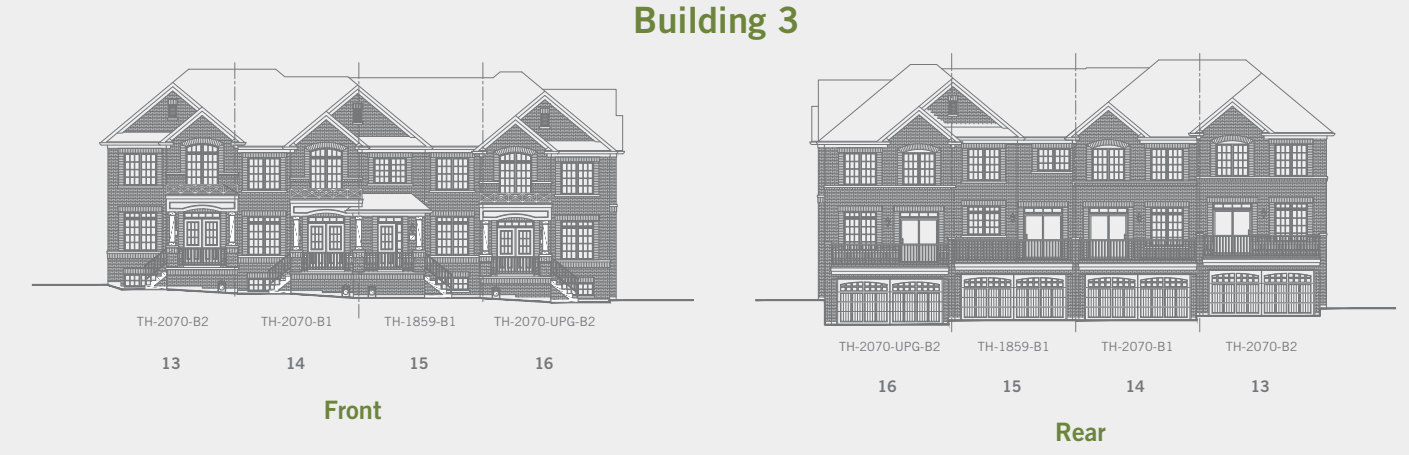 Building 3
TH-2070-B2 TH-2070-B1 TH-1859-B1 TH-2070-UPG-B2
13 14 15 16
Front
TH-2070-UPG-B2 TH-1859-B1 TH-2070-B1 TH-2070-B2
16 15 14 13
Rear